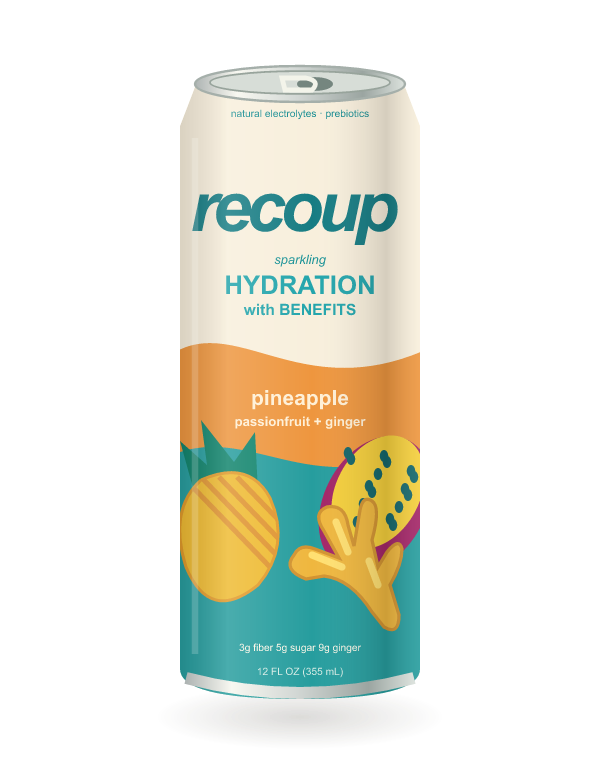 natural electrolytes · prebiotics
recoup
sparkling
HYDRATION
with BENEFITS
pineapple
passionfruit + ginger
3g fiber 5g sugar 9g ginger
12 FL OZ (355 mL)